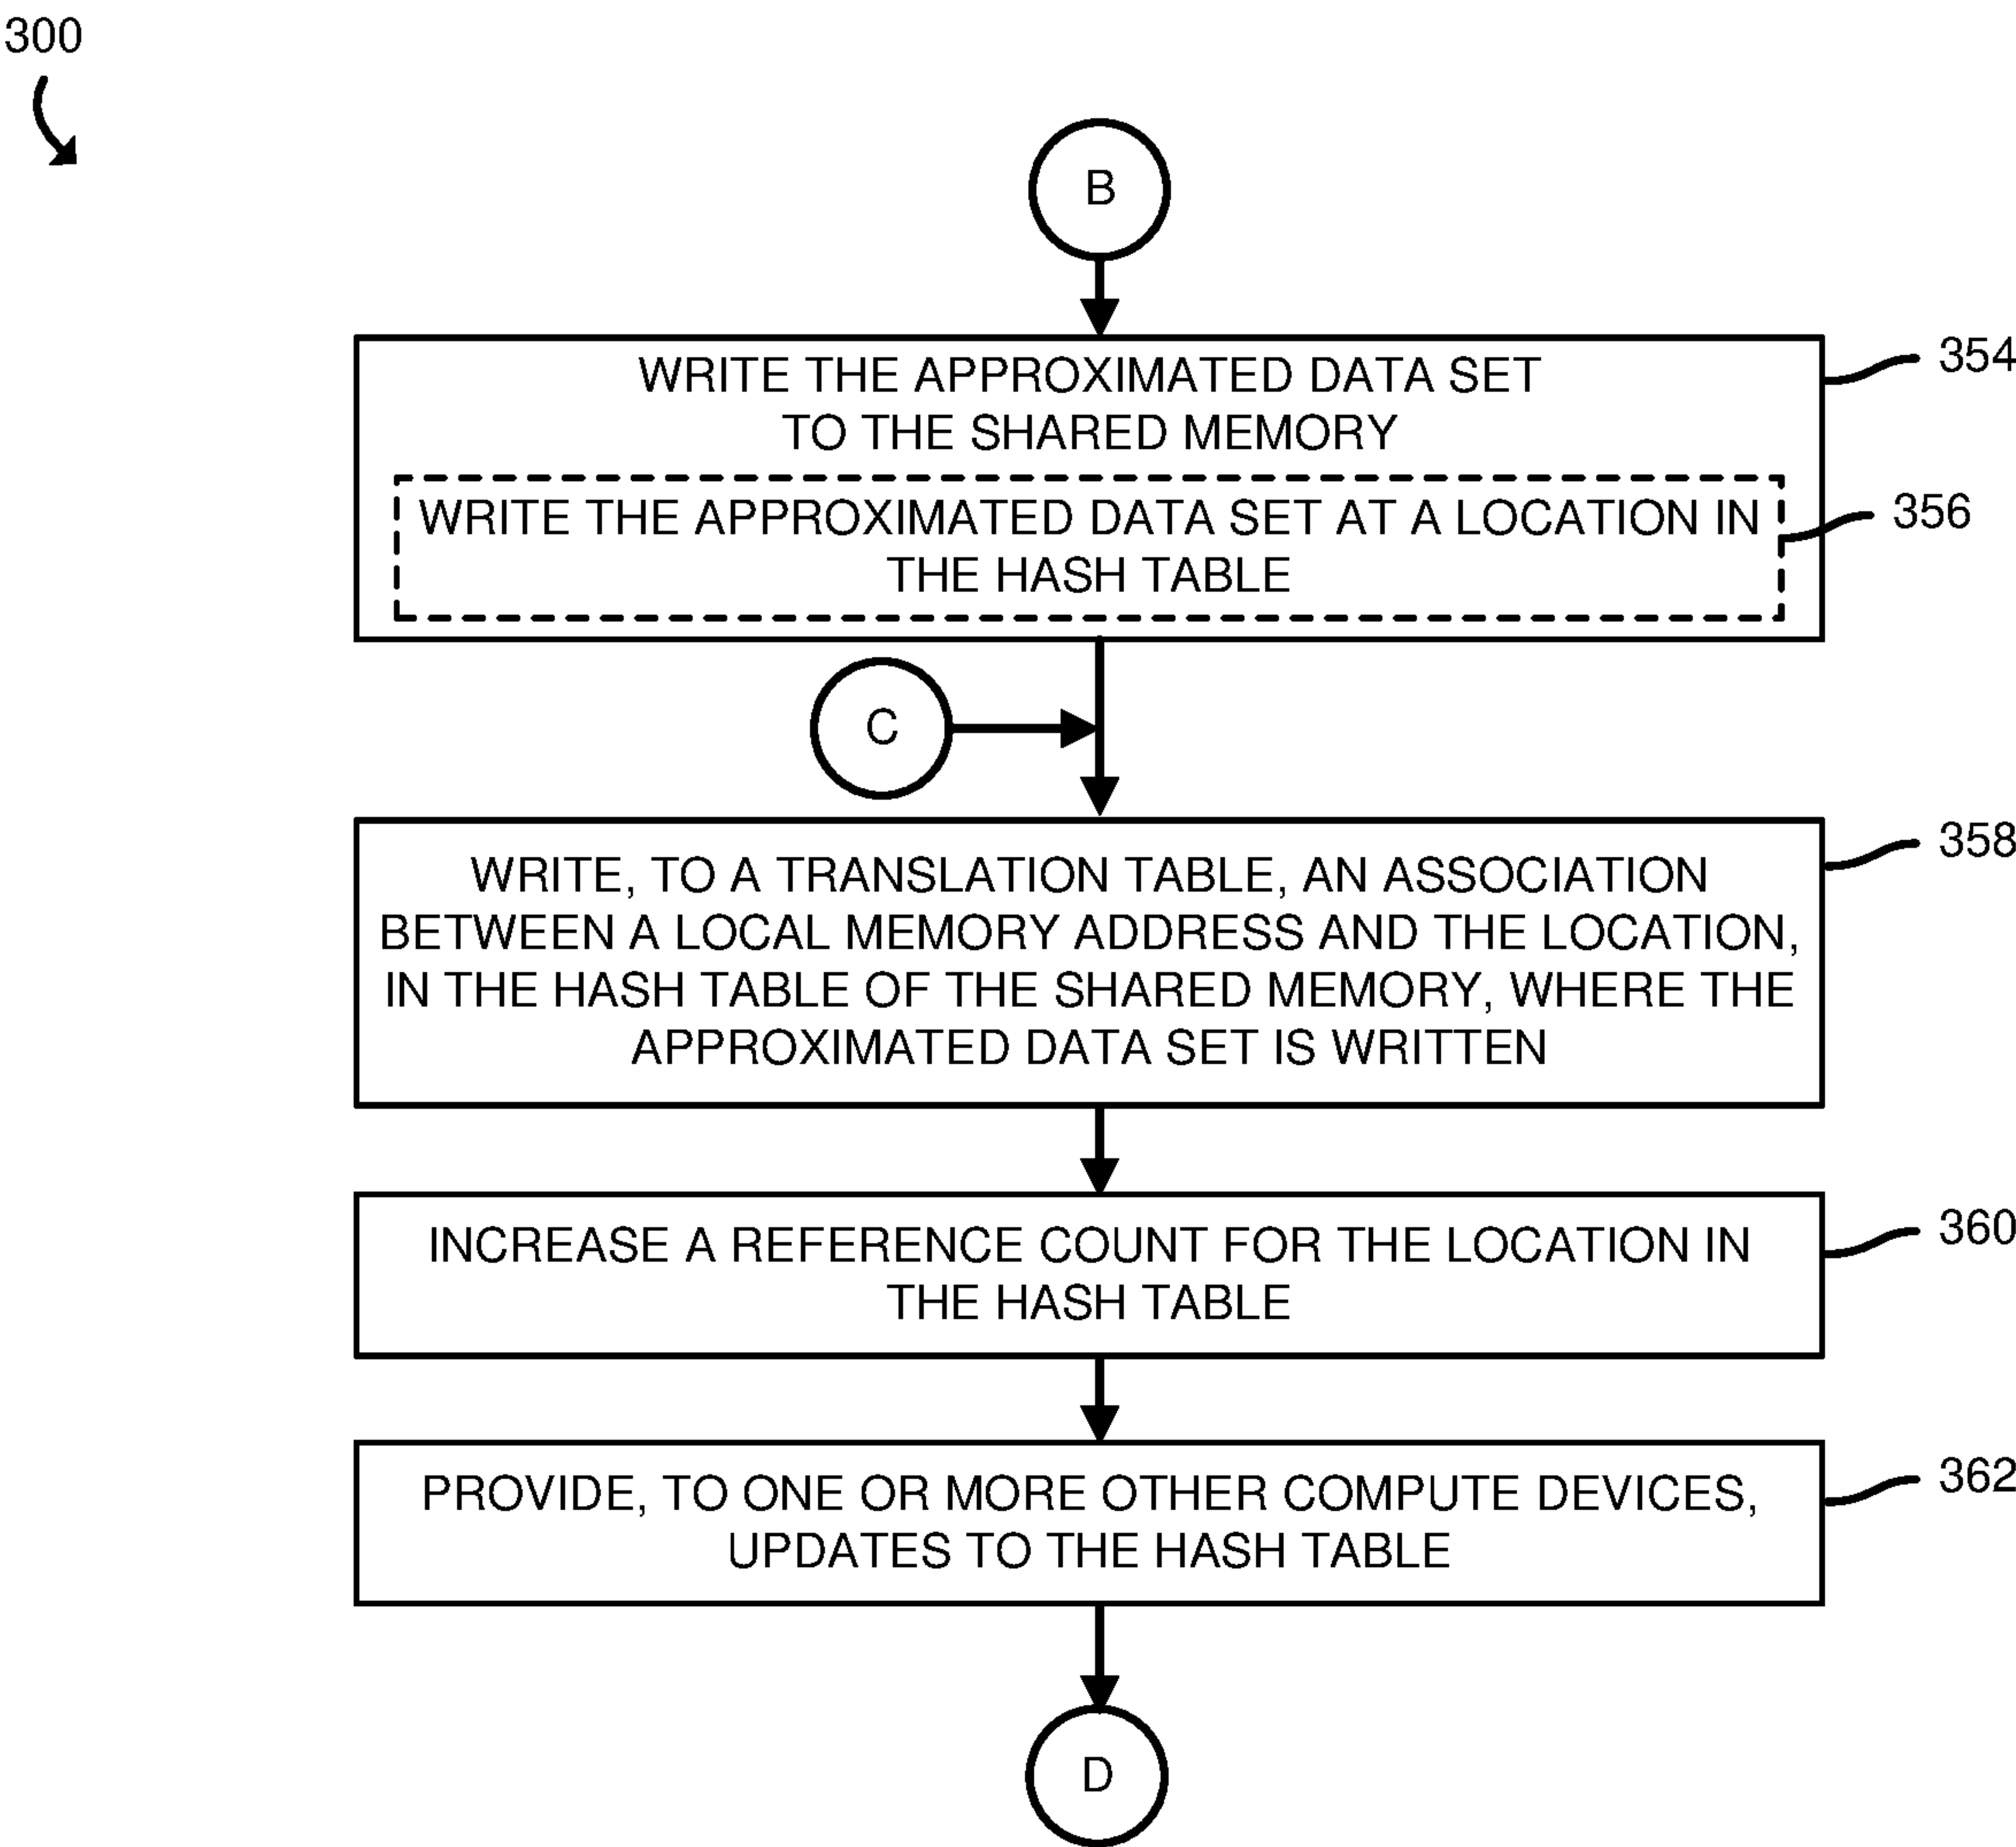 300
B
WRITE THE APPROXIMATED DATA SET
TO THE SHARED MEMORY
354
WRITE THE APPROXIMATED DATA SET AT A LOCATION IN
THE HASH TABLE
356
C
WRITE, TO A TRANSLATION TABLE, AN ASSOCIATION
BETWEEN A LOCAL MEMORY ADDRESS AND THE LOCATION,
IN THE HASH TABLE OF THE SHARED MEMORY, WHERE THE
APPROXIMATED DATA SET IS WRITTEN
358
INCREASE A REFERENCE COUNT FOR THE LOCATION IN
THE HASH TABLE
360
PROVIDE, TO ONE OR MORE OTHER COMPUTE DEVICES,
UPDATES TO THE HASH TABLE
362
D